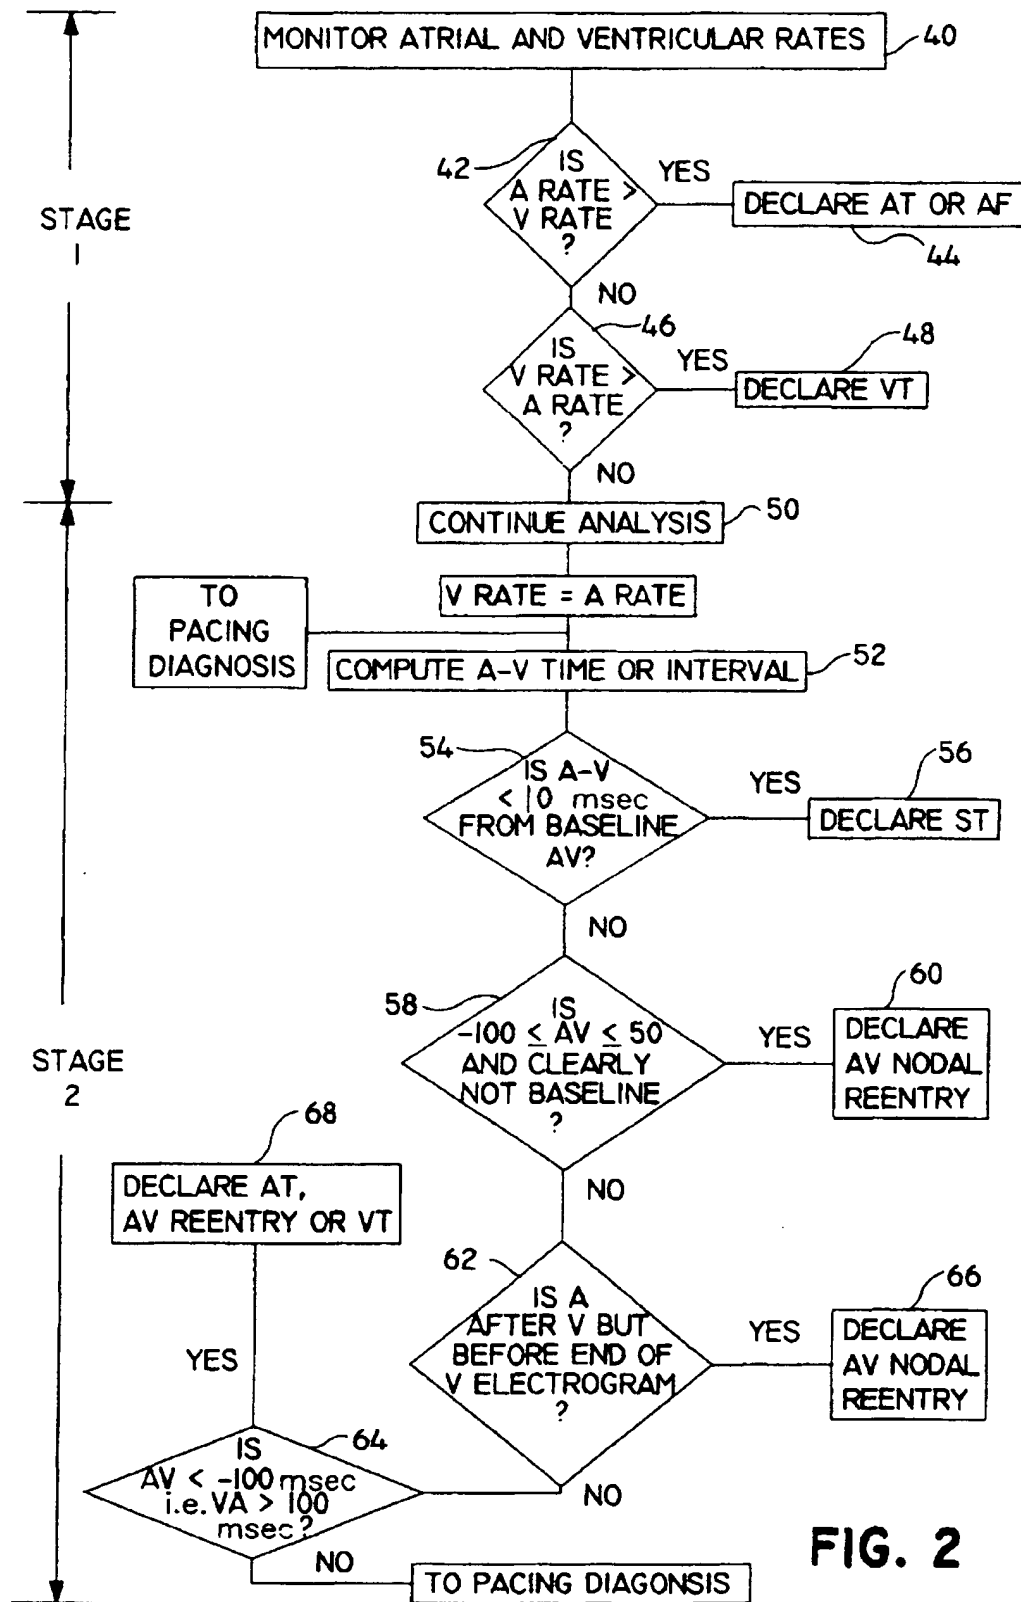 MONITOR ATRIAL AND VENTRICULAR RATES
40
42
IS
A RATE >
V RATE
?
YES
DECLARE AT OR AF
44
STAGE
1
NO
46
IS
V RATE >
A RATE
?
YES
48
DECLARE VT
NO
CONTINUE ANALYSIS
50
V RATE = A RATE
TO
PACING
DIAGNOSIS
COMPUTE A-V TIME OR INTERVAL
52
54
IS A-V
< 10 msec
FROM BASELINE
AV?
YES
56
DECLARE ST
NO
58
IS
-100 ≤ AV ≤ 50
AND CLEARLY
NOT BASELINE
?
YES
60
DECLARE
AV NODAL
REENTRY
STAGE
2
NO
68
DECLARE AT,
AV REENTRY OR VT
62
IS A
AFTER V BUT
BEFORE END OF
V ELECTROGRAM
?
YES
66
DECLARE
AV NODAL
REENTRY
YES
64
IS
AV < -100 msec
i.e. VA > 100
msec?
NO
NO
TO PACING DIAGONSIS
FIG. 2